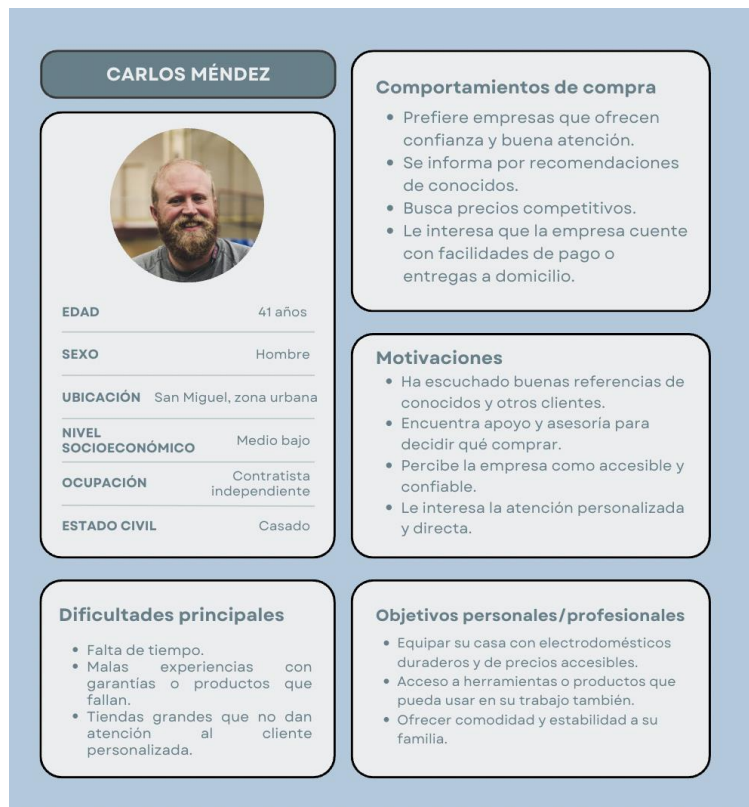 CARLOS MÉNDEZ
EDAD 41 años
SEXO Hombre
UBICACIÓN San Miguel, zona urbana
NIVEL
SOCIOECONÓMICO Medio bajo
OCUPACIÓN Contratista
independiente
ESTADO CIVIL Casado
Comportamientos de compra
• Prefiere empresas que ofrecen
confianza y buena atención.
• Se informa por recomendaciones
de conocidos.
• Busca precios competitivos.
• Le interesa que la empresa cuente
con facilidades de pago o
entregas a domicilio.
Motivaciones
• Ha escuchado buenas referencias de
conocidos y otros clientes.
• Encuentra apoyo y asesoría para
decidir qué comprar.
• Percibe la empresa como accesible y
confiable.
• Le interesa la atención personalizada
y directa.
Dificultades principales
• Falta de tiempo.
• Malas experiencias con
garantías o productos que
fallan.
• Tiendas grandes que no dan
atención al cliente
personalizada.
Objetivos personales/profesionales
• Equipar su casa con electrodomésticos
duraderos y de precios accesibles.
• Acceso a herramientas o productos que
pueda usar en su trabajo también.
• Ofrecer comodidad y estabilidad a su
familia.